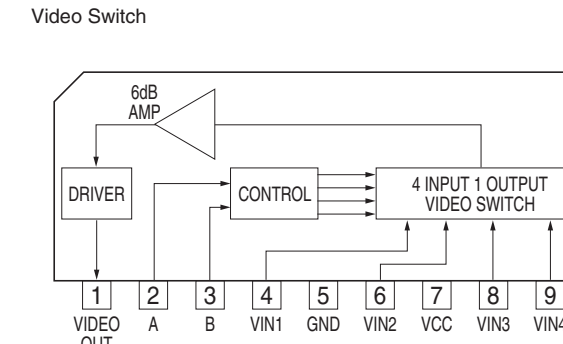 Video Switch
6dB
AMP
DRIVER
CONTROL
4 INPUT 1 OUTPUT
VIDEO SWITCH
1 2 3 4 5 6 7 8 9
VIDEO A B VIN1 GND VIN2 VCC VIN3 VIN4
OUT